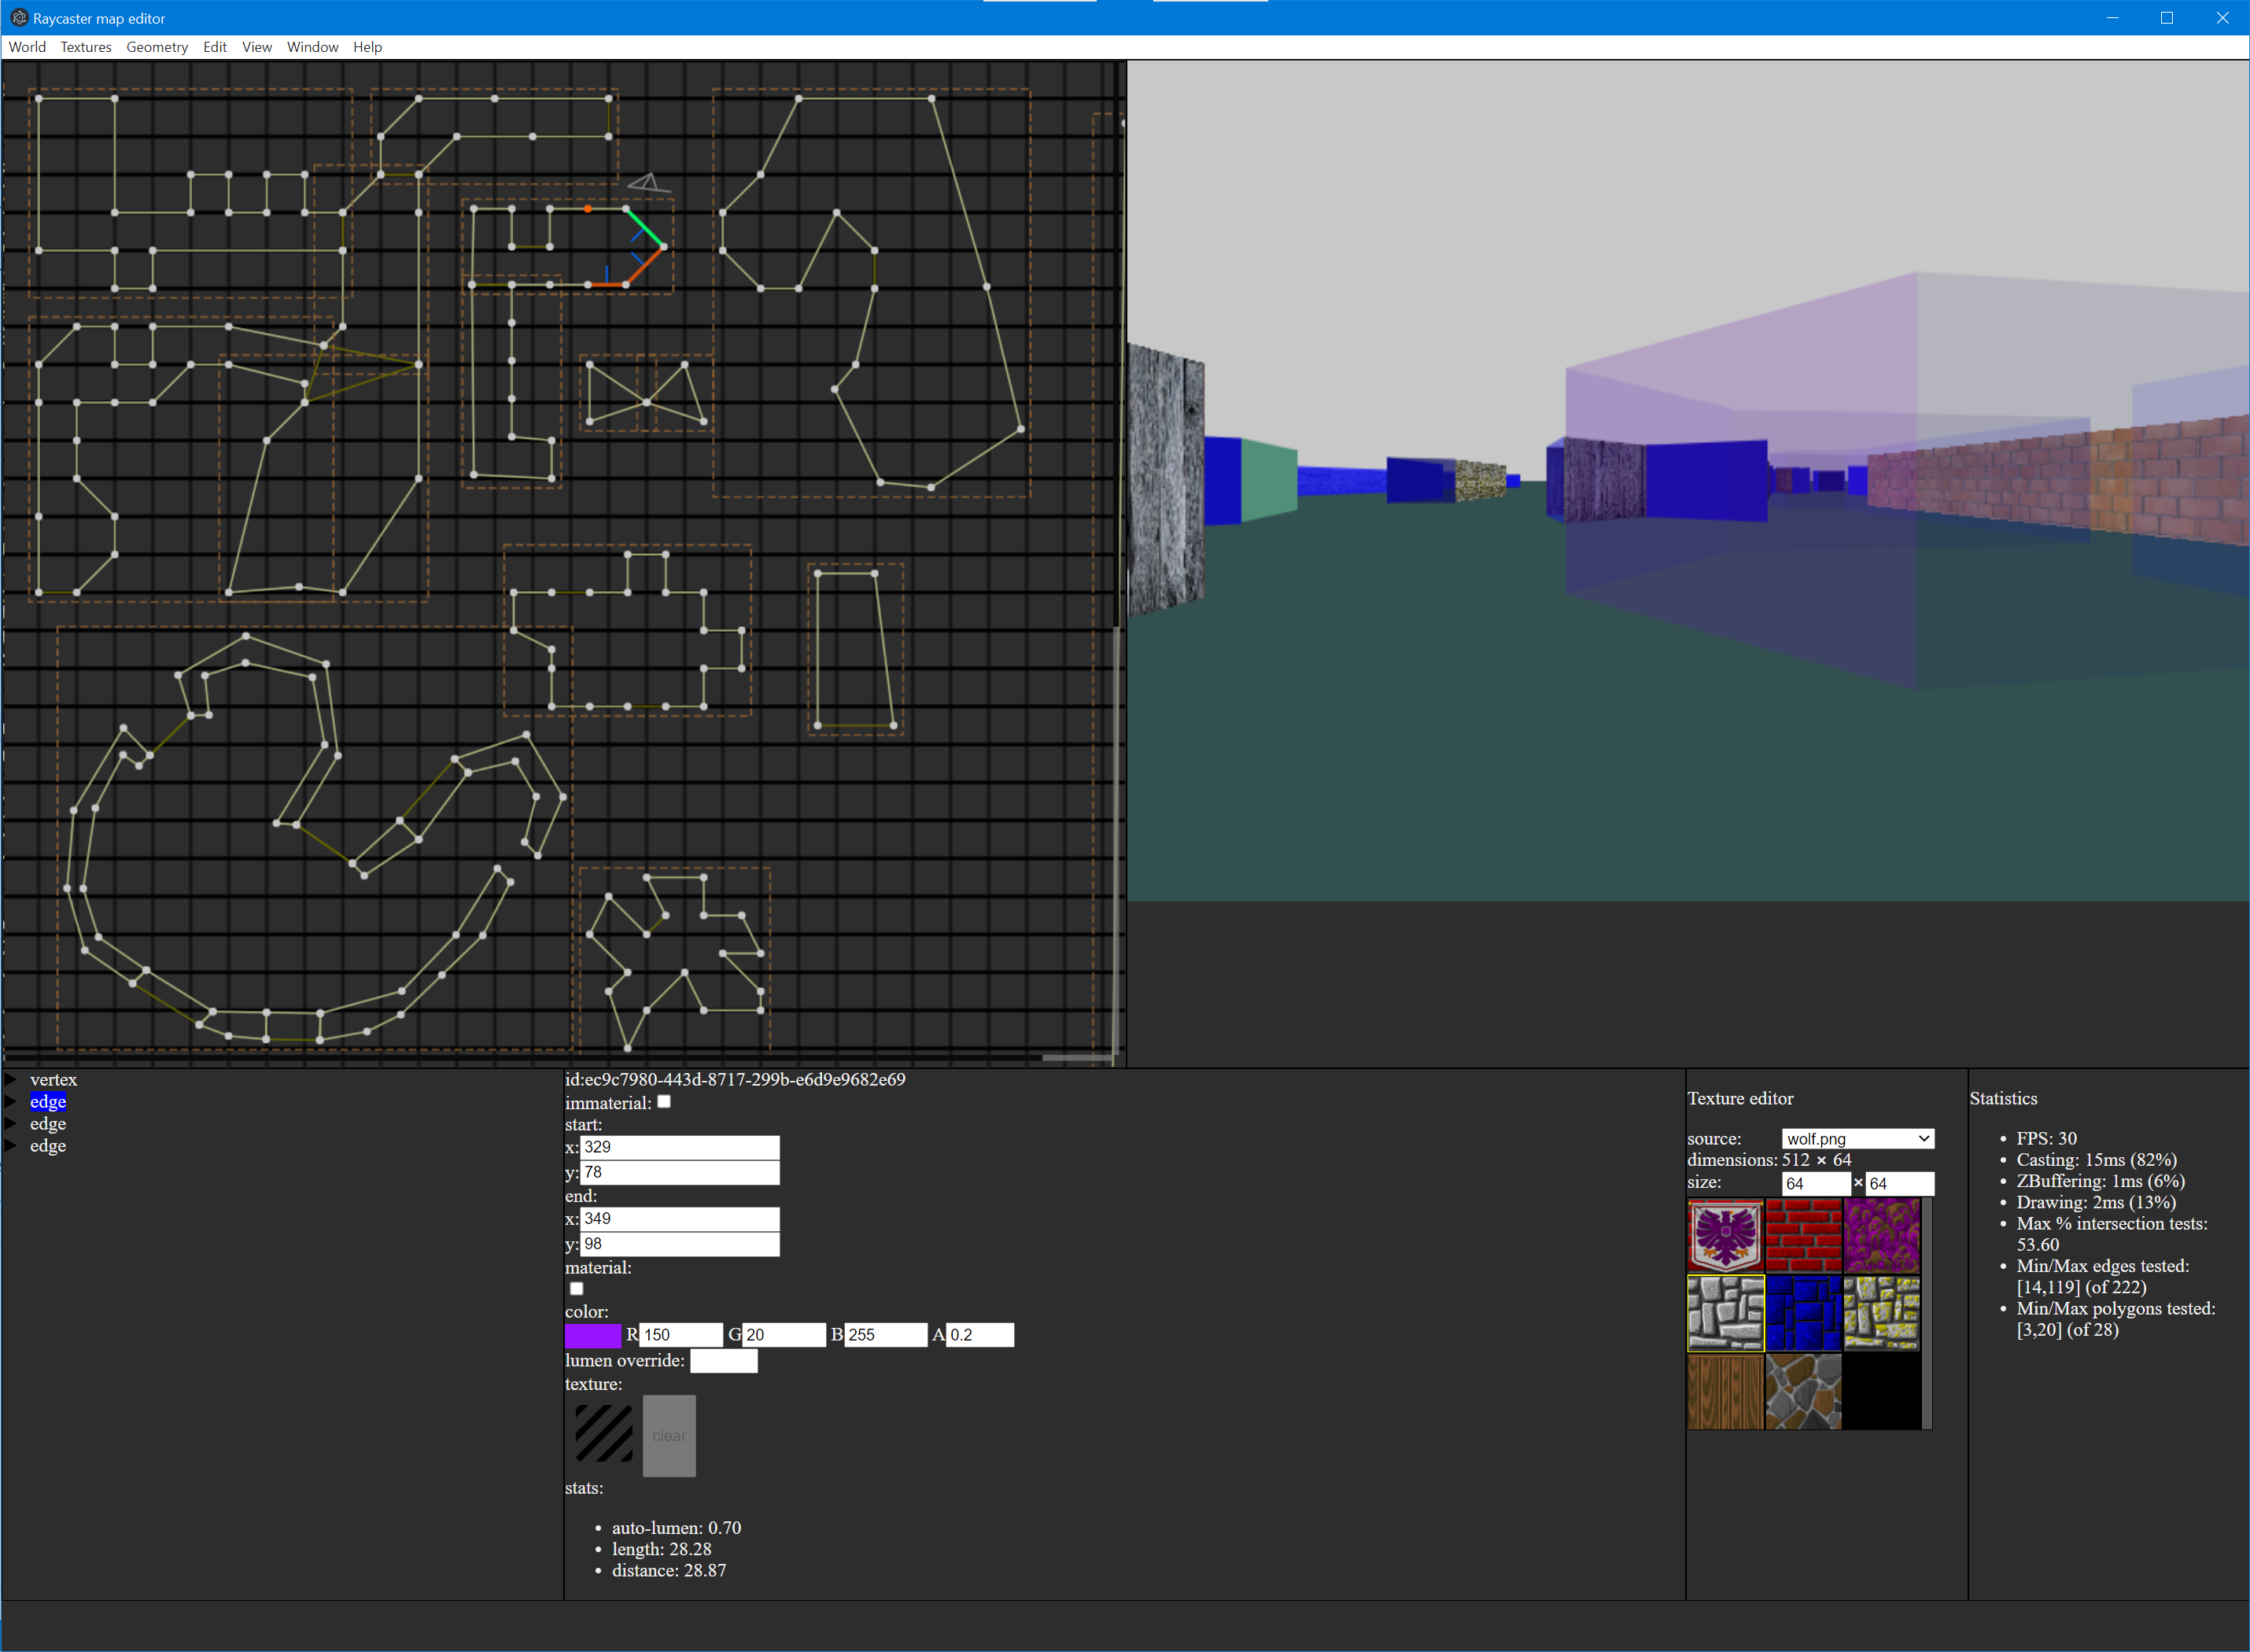 Raycaster map editor
World Textures Geometry Edit View Window Help
vertex
edge
edge
edge
id:ec9c7980-443d-8717-299b-e6d9e9682e69
immaterial:
start:
x: 329
y: 78
end:
x: 349
y: 98
material:
color:
R 150 G 20 B 255 A 0.2
lumen override:
texture:
clear
stats:
• auto-lumen: 0.70
• length: 28.28
• distance: 28.87
Texture editor
source: wolf.png
dimensions: 512 × 64
size: 64 × 64
Statistics
• FPS: 30
• Casting: 15ms (82%)
• ZBuffering: 1ms (6%)
• Drawing: 2ms (13%)
• Max % intersection tests:
53.60
• Min/Max edges tested:
[14,119] (of 222)
• Min/Max polygons tested:
[3,20] (of 28)